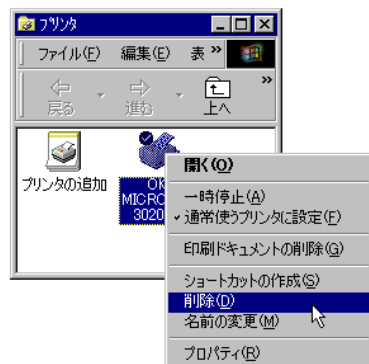 プリンタ
ファイル(F) 編集(E) 表 »
戻る 進む 上へ »
プリンタの追加
OK
MICRO
3020
開く(O)
一時停止(A)
通常使うプリンタに設定(F)
印刷ドキュメントの削除(G)
ショートカットの作成(S)
削除(D)
名前の変更(M)
プロパティ(R)